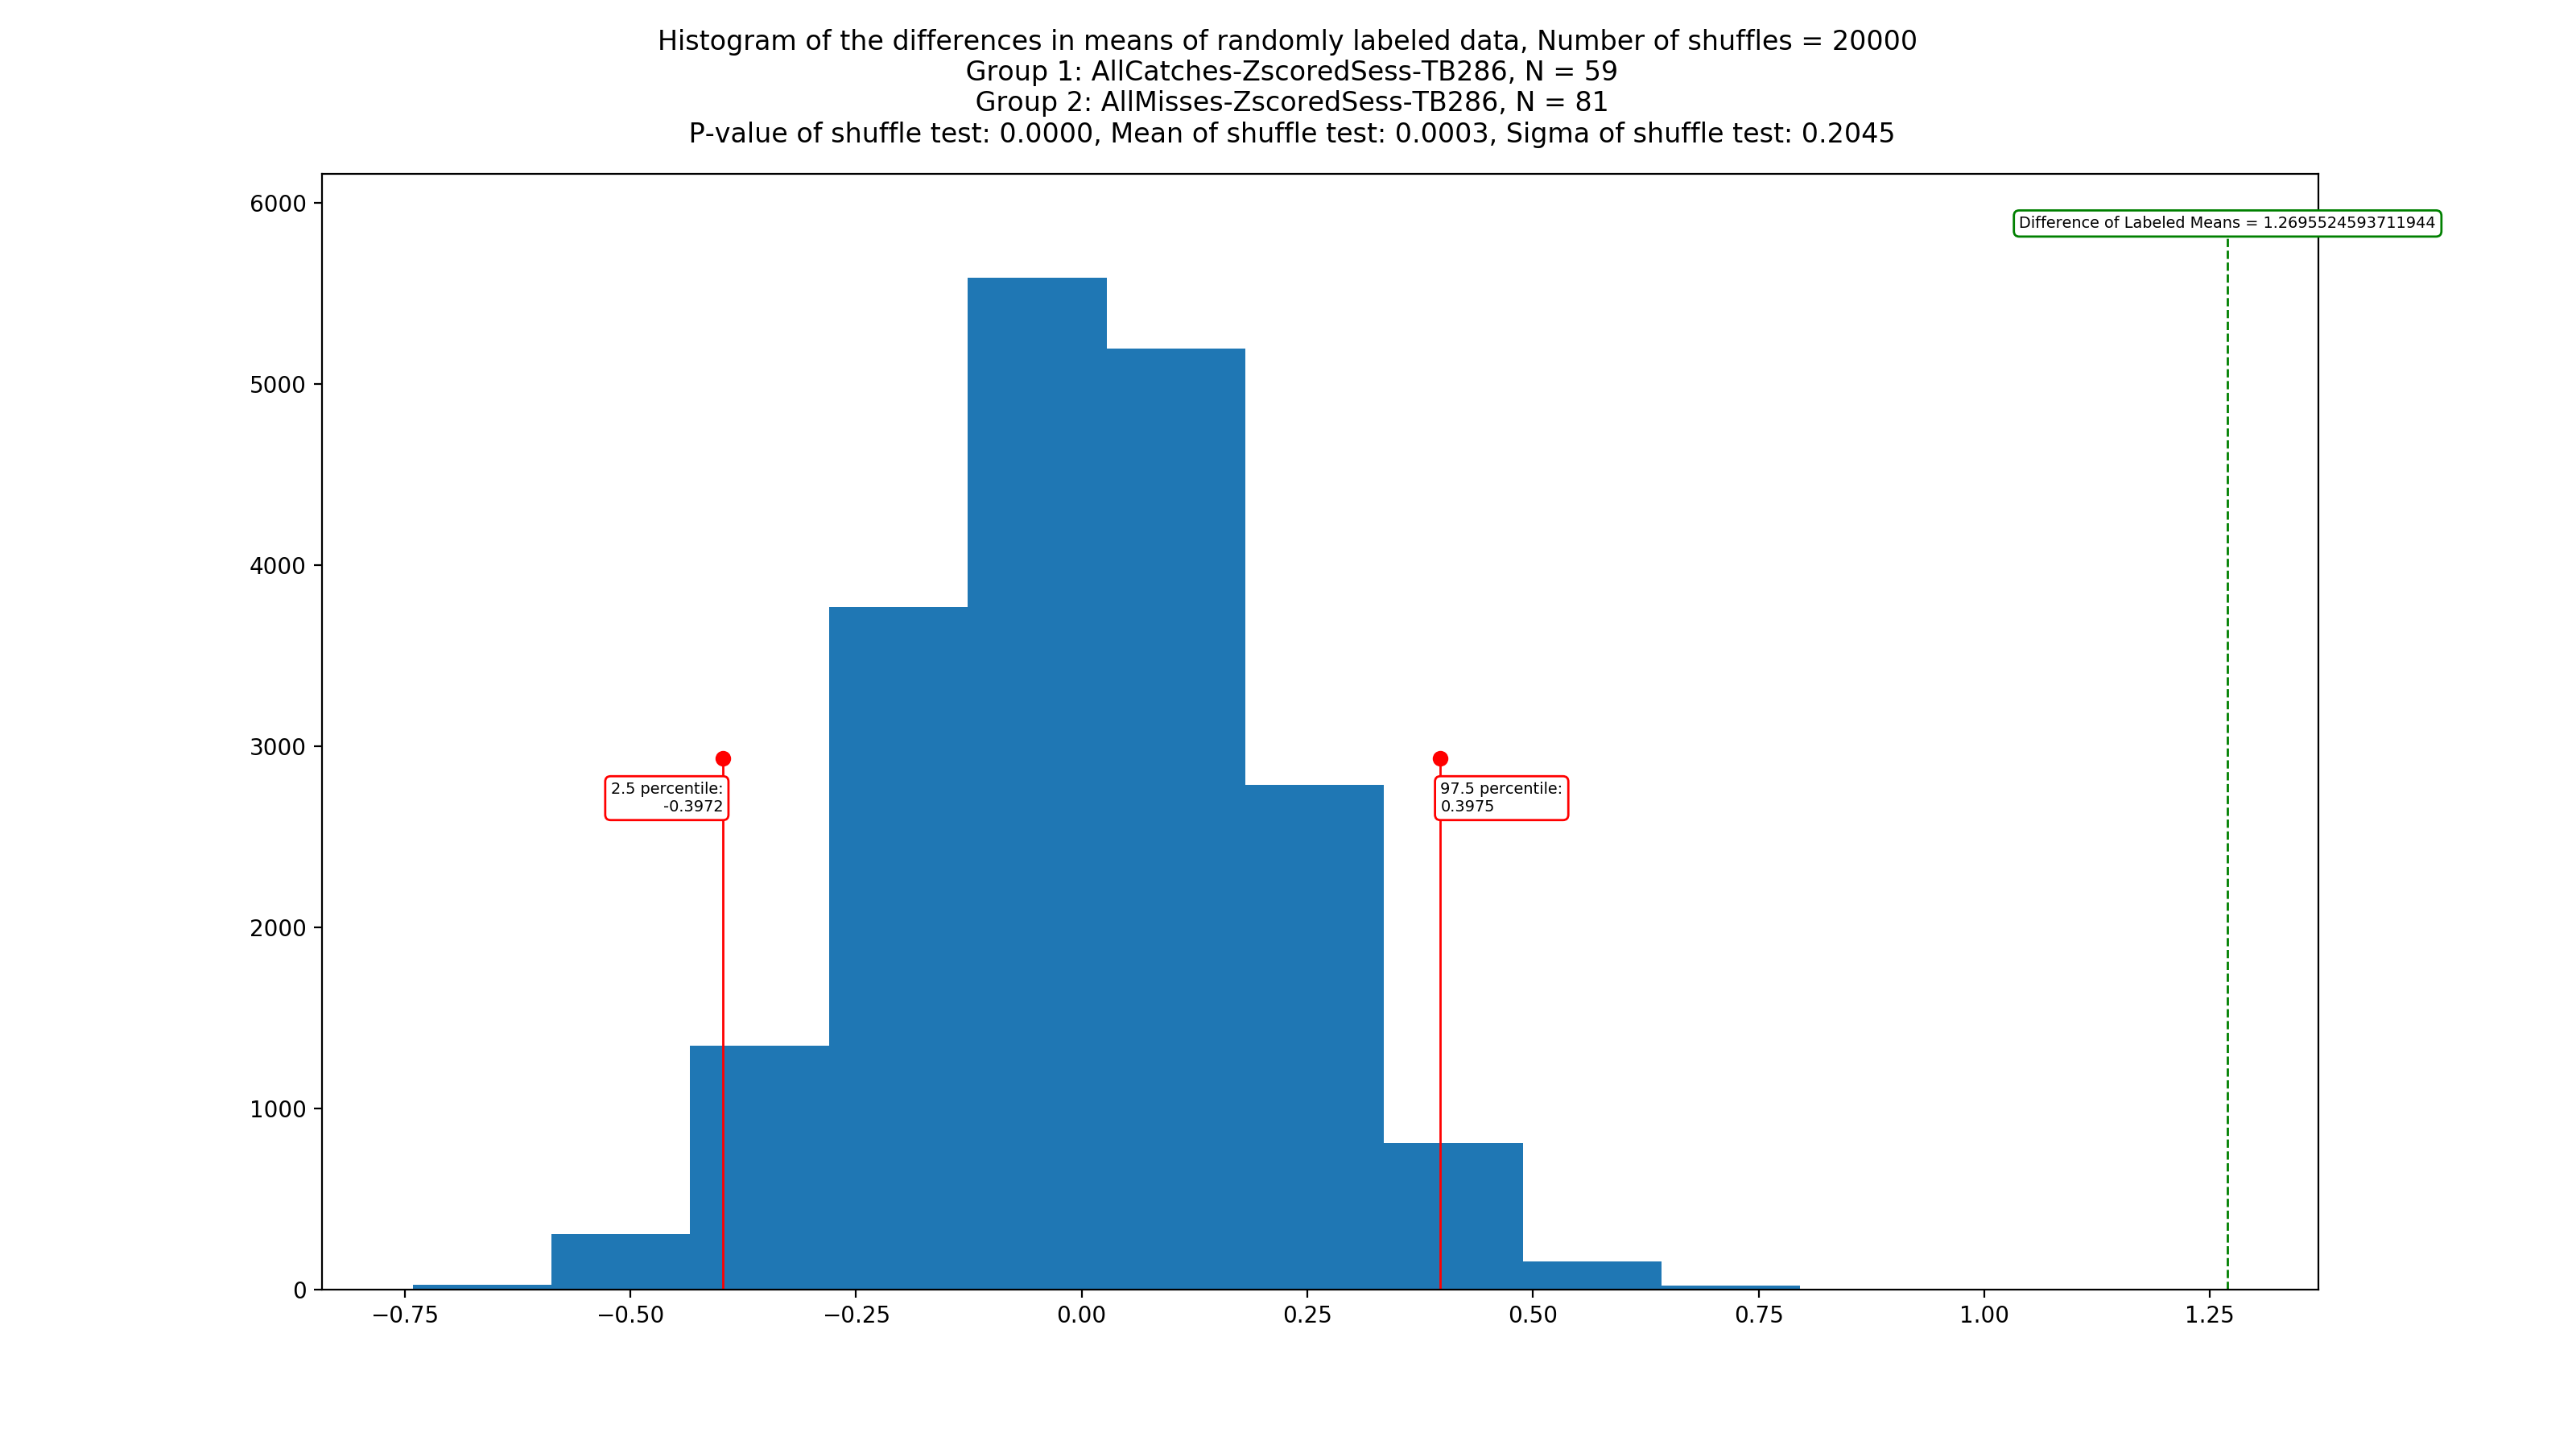 Histogram of the differences in means of randomly labeled data, Number of shuffles = 20000
Group 1: AllCatches-ZscoredSess-TB286, N = 59
Group 2: AllMisses-ZscoredSess-TB286, N = 81
P-value of shuffle test: 0.0000, Mean of shuffle test: 0.0003, Sigma of shuffle test: 0.2045
6000
Difference of Labeled Means = 1.2695524593711944
5000
4000
3000
2.5 percentile:
-0.3972
97.5 percentile:
0.3975
2000
1000
0
−0.75
−0.50
−0.25
0.00
0.25
0.50
0.75
1.00
1.25